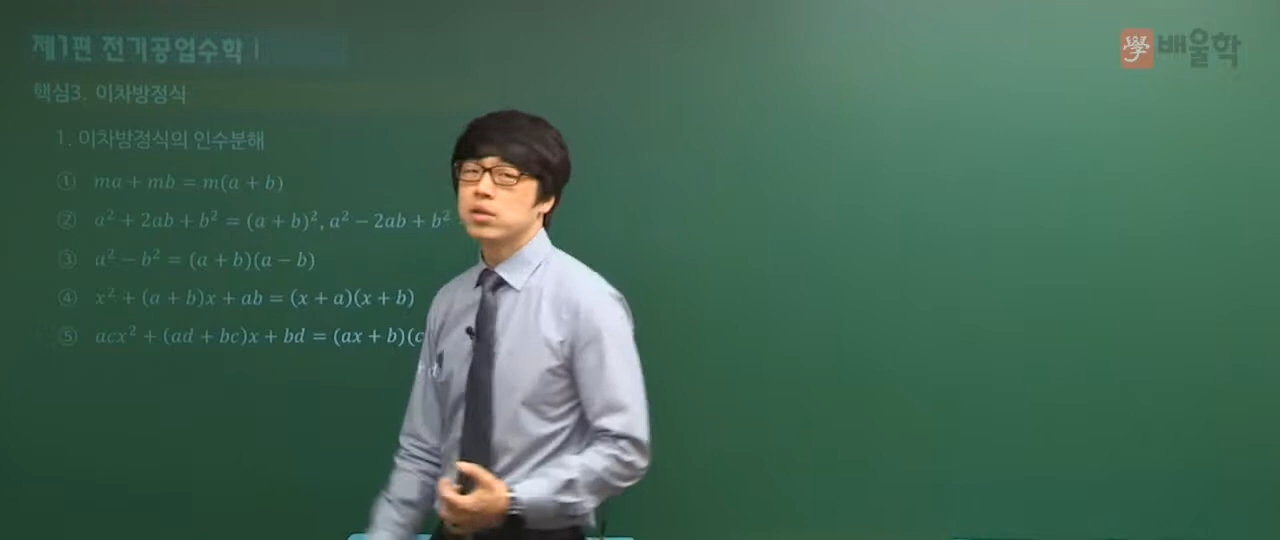 제1편 전기공업수학 I
學 배울학
핵심3. 이차방정식
1. 이차방정식의 인수분해
① ma + mb = m(a + b)
② a² + 2ab + b² = (a + b)², a² − 2ab + b²
③ a² − b² = (a + b)(a − b)
④ x² + (a + b)x + ab = (x + a)(x + b)
⑤ acx² + (ad + bc)x + bd = (ax + b)(c